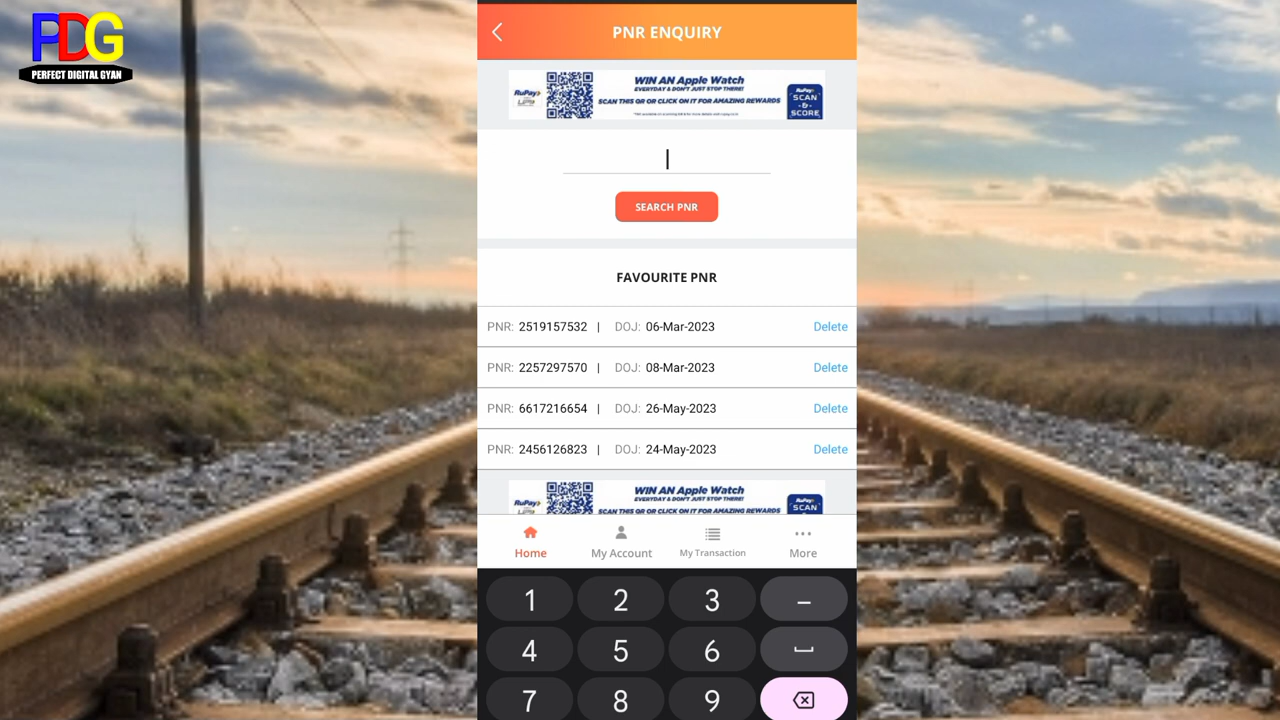 PDG
PERFECT DIGITAL GYAN
PNR ENQUIRY
RuPay
WIN AN Apple Watch
EVERYDAY & DON'T JUST STOP THERE!
SCAN THIS QR OR CLICK ON IT FOR AMAZING REWARDS
RuPay
SCAN
-&-
SCORE
SEARCH PNR
FAVOURITE PNR
PNR: 2519157532 | DOJ: 06-Mar-2023 Delete
PNR: 2257297570 | DOJ: 08-Mar-2023 Delete
PNR: 6617216654 | DOJ: 26-May-2023 Delete
PNR: 2456126823 | DOJ: 24-May-2023 Delete
RuPay
WIN AN Apple Watch
EVERYDAY & DON'T JUST STOP THERE!
SCAN THIS QR OR CLICK ON IT FOR AMAZING REWARDS
RuPay
SCAN
Home My Account My Transaction More
1 2 3 –
4 5 6
7 8 9